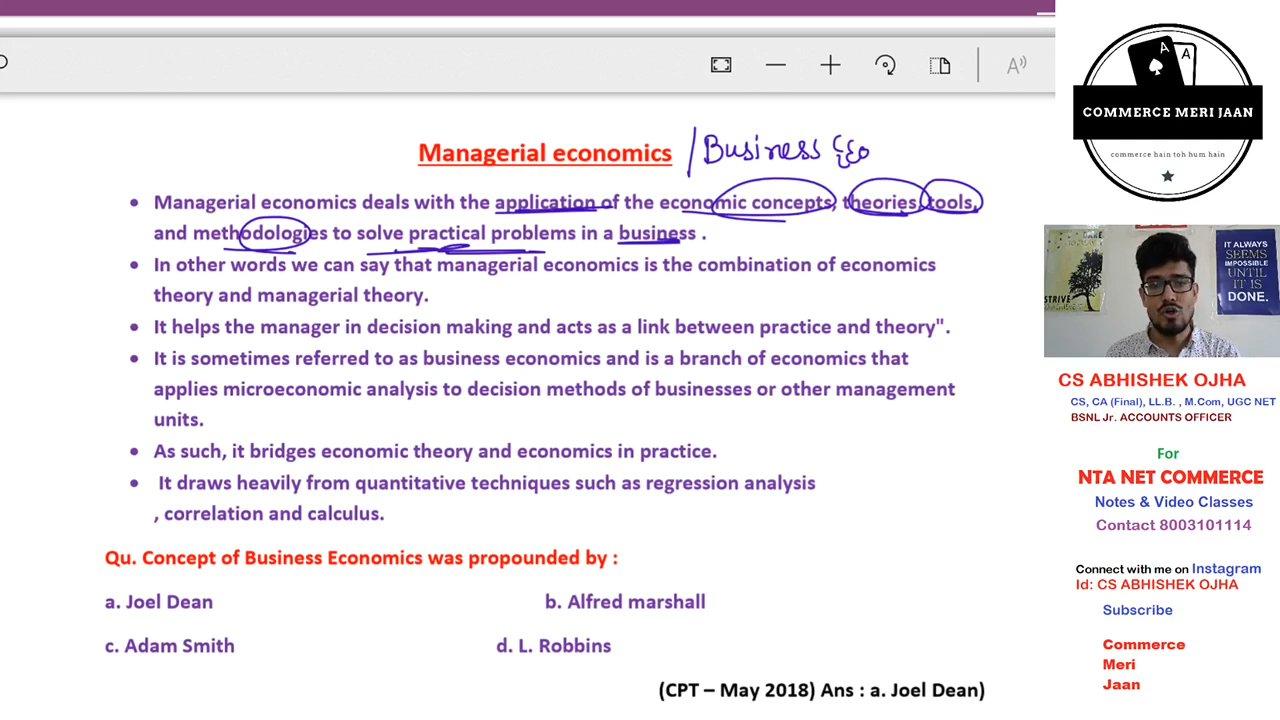 Managerial economics / Business Eco
• Managerial economics deals with the application of the economic concepts, theories, tools,
and methodologies to solve practical problems in a business .
• In other words we can say that managerial economics is the combination of economics
theory and managerial theory.
• It helps the manager in decision making and acts as a link between practice and theory".
• It is sometimes referred to as business economics and is a branch of economics that
applies microeconomic analysis to decision methods of businesses or other management
units.
• As such, it bridges economic theory and economics in practice.
• It draws heavily from quantitative techniques such as regression analysis
, correlation and calculus.
Qu. Concept of Business Economics was propounded by :
a. Joel Dean b. Alfred marshall
c. Adam Smith d. L. Robbins
(CPT – May 2018) Ans : a. Joel Dean)
A
A A
COMMERCE MERI JAAN
commerce hain toh hum hain
STRIVE
IT ALWAYS
SEEMS
IMPOSSIBLE
UNTIL
IT IS
DONE.
CS ABHISHEK OJHA
CS, CA (Final), LL.B. , M.Com, UGC NET
BSNL Jr. ACCOUNTS OFFICER
For
NTA NET COMMERCE
Notes & Video Classes
Contact 8003101114
Connect with me on Instagram
Id: CS ABHISHEK OJHA
Subscribe
Commerce
Meri
Jaan